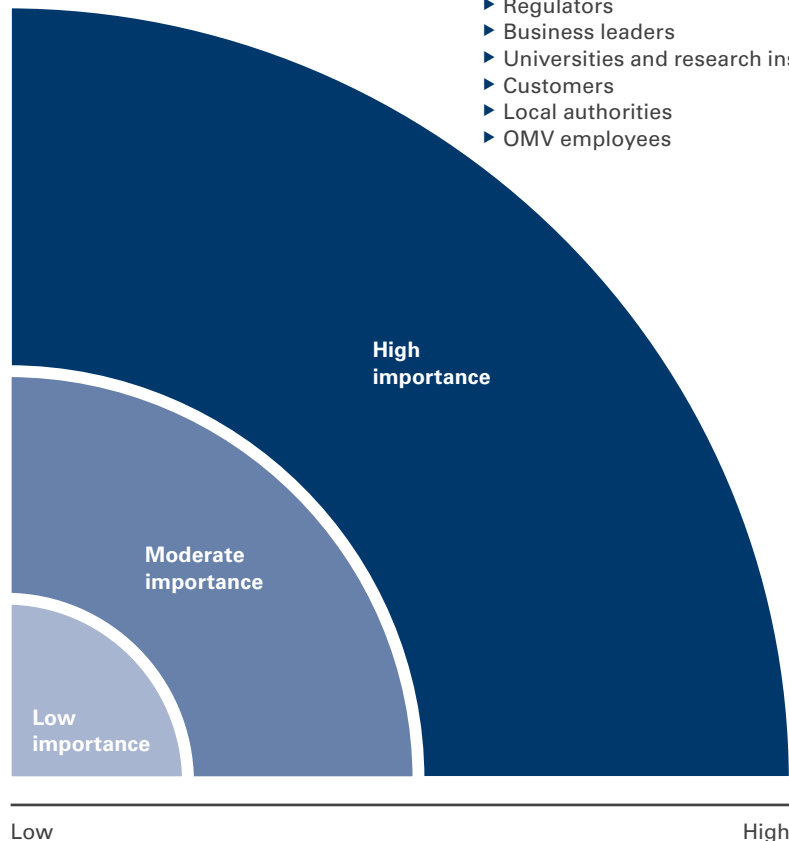 Regulators
Business leaders
Universities and research
Customers
Local authorities
OMV employees
High
importance
Moderate
importance
Low
importance
Low High